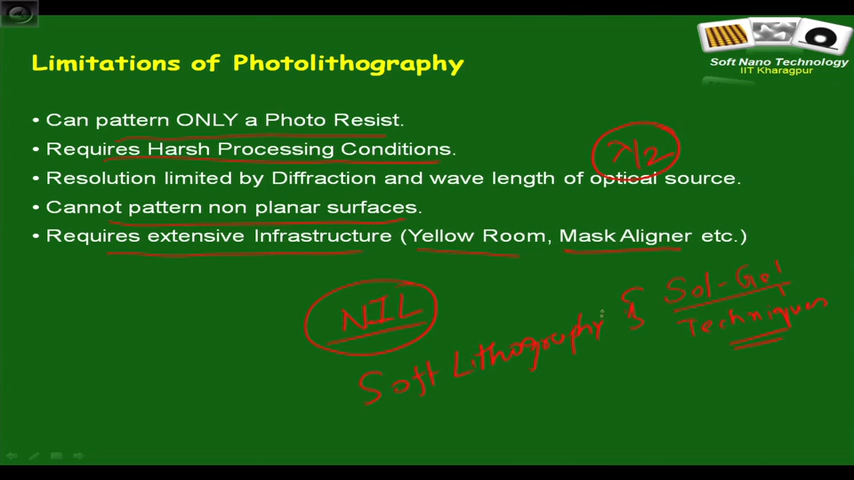 Limitations of Photolithography
Soft Nano Technology
IIT Kharagpur
• Can pattern ONLY a Photo Resist.
• Requires Harsh Processing Conditions.
λ/2
• Resolution limited by Diffraction and wave length of optical source.
• Cannot pattern non planar surfaces.
• Requires extensive Infrastructure (Yellow Room, Mask Aligner etc.)
NIL
Soft Lithography & Sol-Gel
Techniques